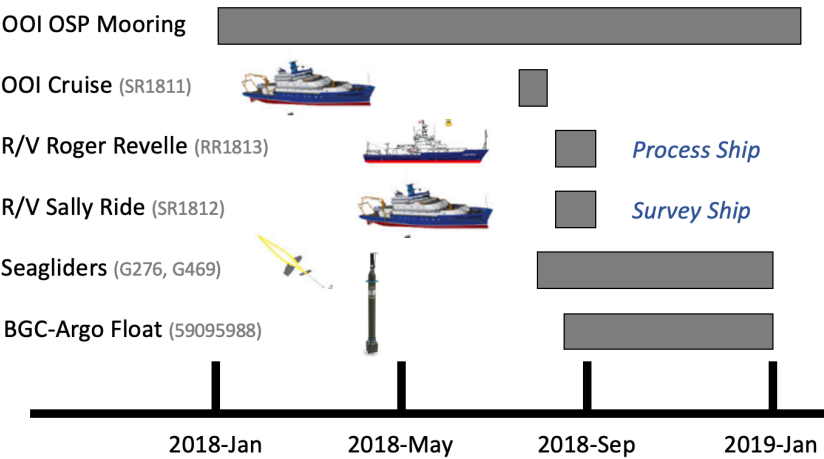 OOI OSP Mooring
OOI Cruise (SR1811)
R/V Roger Revelle (RR1813)
Process Ship
R/V Sally Ride (SR1812)
Survey Ship
Seagliders (G276, G469)
BGC-Argo Float (59095988)
2018-Jan 2018-May 2018-Sep 2019-Jan